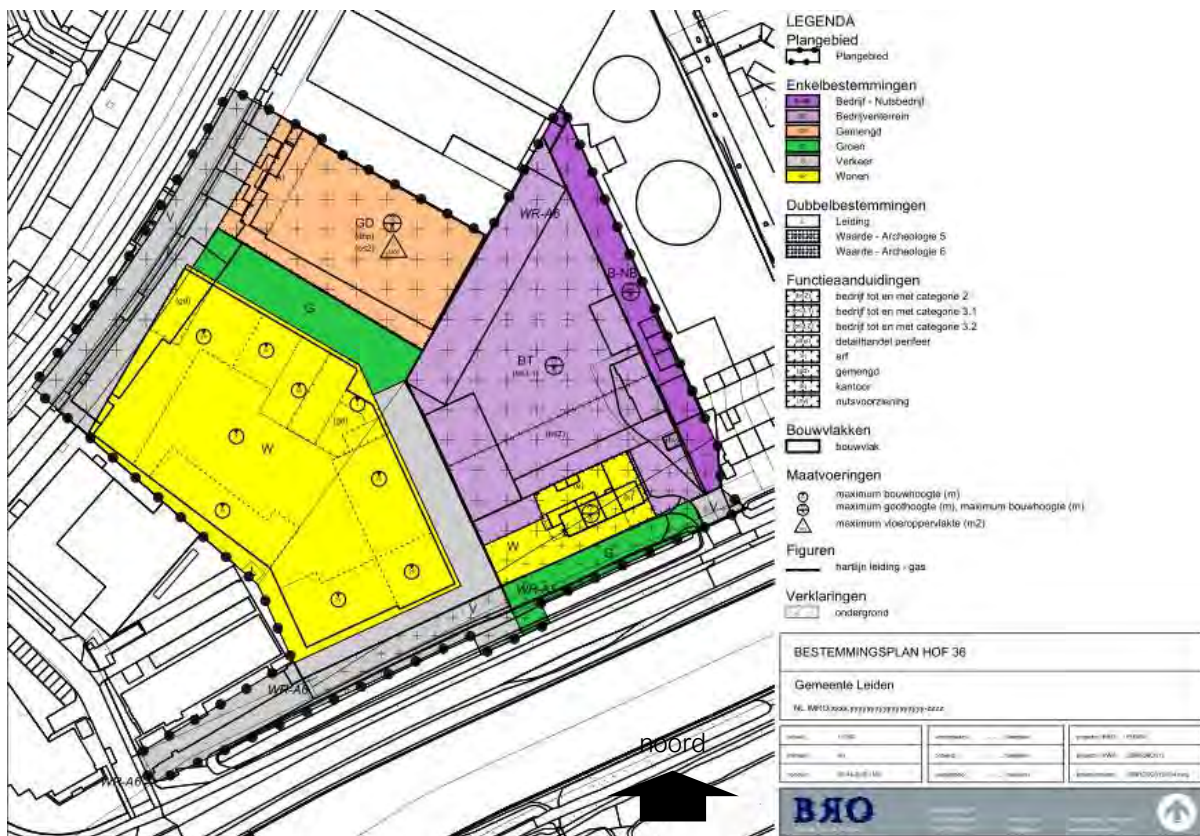 LEGENDA
Plangebied
Plangebied
Enkelbestemmingen
Bedrijf - Nutsbedrijf
Bedrijventerrein
Gemengd
Groen
Verkeer
Wonen
Dubbelbestemmingen
Leiding
Waarde - Archeologie 5
Waarde - Archeologie 6
Functieaanduidingen
bedrijf tot en met categorie 2
bedrijf tot en met categorie 3.1
bedrijf tot en met categorie 3.2
detailhandel perifeer
erf
gemengd
kantoor
nutsvoorziening
Bouwvlakken
bouwvlak
Maatvoeringen
maximum bouwhoogte (m)
maximum goothoogte (m), maximum bouwhoogte (m)
maximum vloeroppervlakte (m2)
Figuren
hartlijn leiding - gas
Verklaringen
ondergrond
BESTEMMINGSPLAN HOF 36
Gemeente Leiden
BRO
WR-A6
GD
B-NB
V
G
BT
W
W
G
V
WR-A5
V
WR-A6
WR-A6
noord